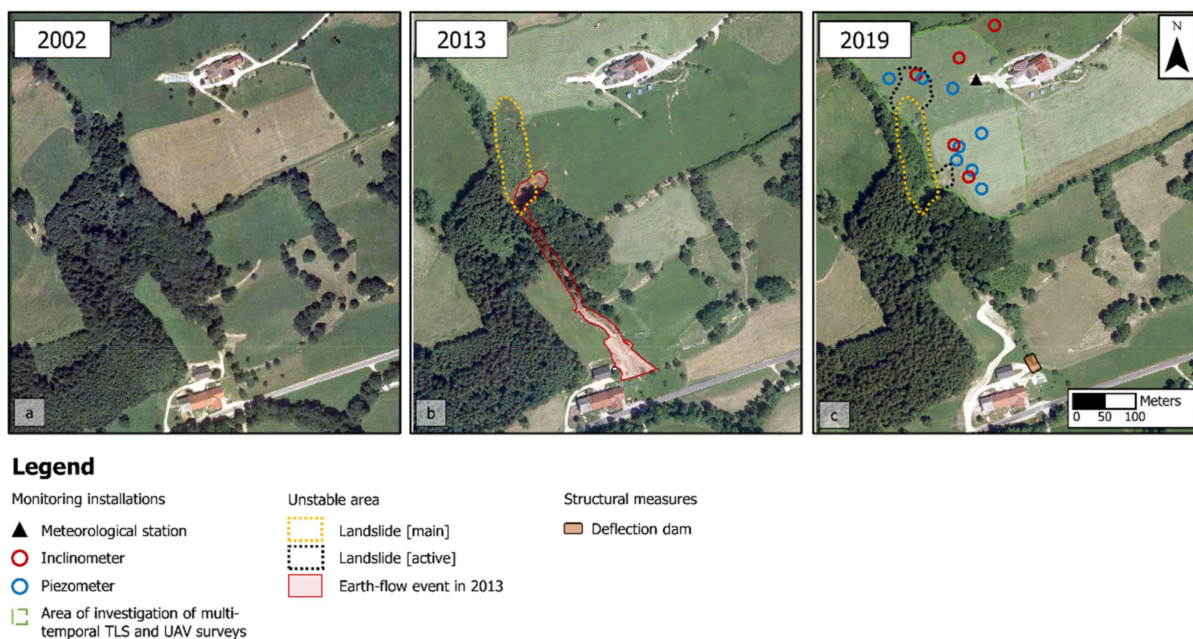 2002
2013
2019
N
a
b
c
Meters
0 50 100
Legend
Monitoring installations
Meteorological station
Inclinometer
Piezometer
Area of investigation of multi-
temporal TLS and UAV surveys
Unstable area
Landslide [main]
Landslide [active]
Earth-flow event in 2013
Structural measures
Deflection dam